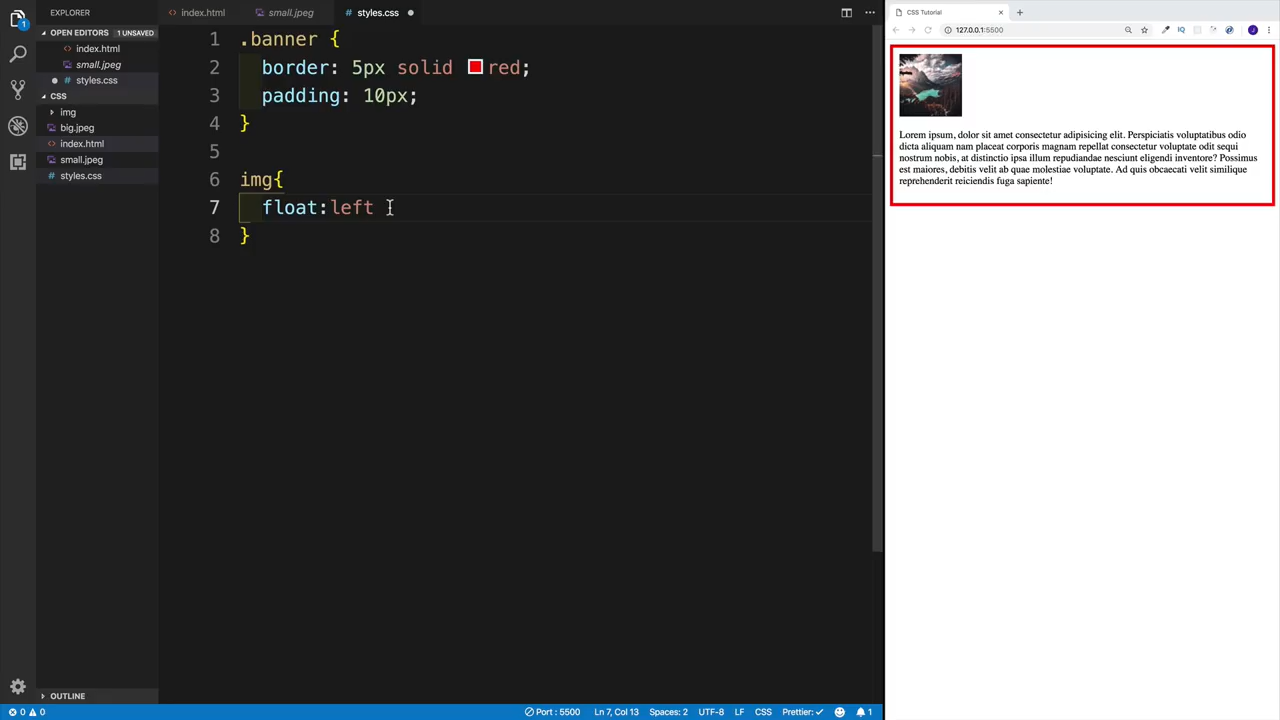 EXPLORER
OPEN EDITORS 1 UNSAVED
index.html
small.jpeg
styles.css
CSS
img
big.jpeg
index.html
small.jpeg
styles.css
OUTLINE
1
index.html
small.jpeg
styles.css
1 .banner {
2 border: 5px solid red;
3 padding: 10px;
4 }
5
6 img{
7 float:left
8 }
0 0
Port : 5500
Ln 7, Col 13
Spaces: 2
UTF-8
LF
CSS
Prettier: ✓
1
CSS Tutorial
127.0.0.1:5500
IQ
J
Lorem ipsum, dolor sit amet consectetur adipisicing elit. Perspiciatis voluptatibus odio
dicta aliquam nam placeat corporis magnam repellat consectetur voluptate odit sequi
nostrum nobis, at distinctio ipsa illum repudiandae nesciunt eligendi inventore? Possimus
est maiores, debitis velit ab quae molestiae voluptate. Ad quis obcaecati velit similique
reprehenderit reiciendis fuga sapiente!